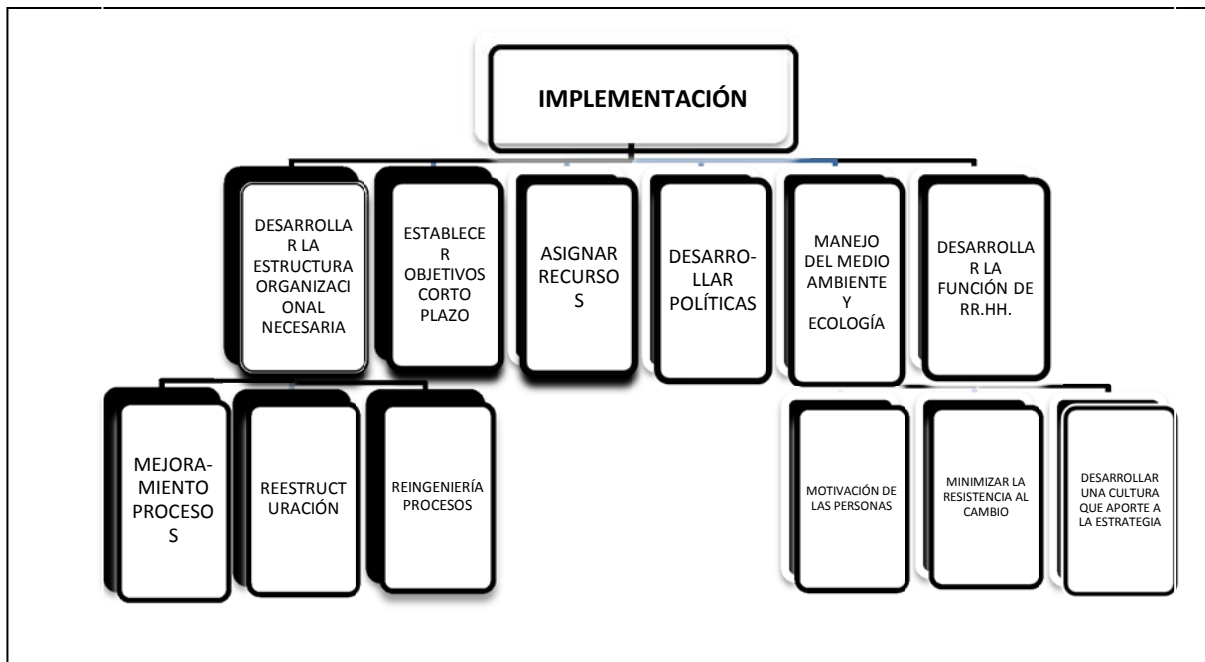 IMPLEMENTACIÓN
DESARROLLA
R LA
ESTRUCTURA
ORGANIZACI
ONAL
NECESARIA
ESTABLECE
R
OBJETIVOS
CORTO
PLAZO
ASIGNAR
RECURSO
S
DESARRO-
LLAR
POLÍTICAS
MANEJO
DEL MEDIO
AMBIENTE
Y
ECOLOGÍA
DESARROLL
AR LA
FUNCIÓN DE
RR.HH.
MEJORA-
MIENTO
PROCESO
S
REESTRUCT
URACIÓN
REINGENIERÍA
PROCESOS
MOTIVACIÓN DE
LAS PERSONAS
MINIMIZAR LA
RESISTENCIA AL
CAMBIO
DESARROLLAR
UNA CULTURA
QUE APORTE A
LA ESTRATEGIA